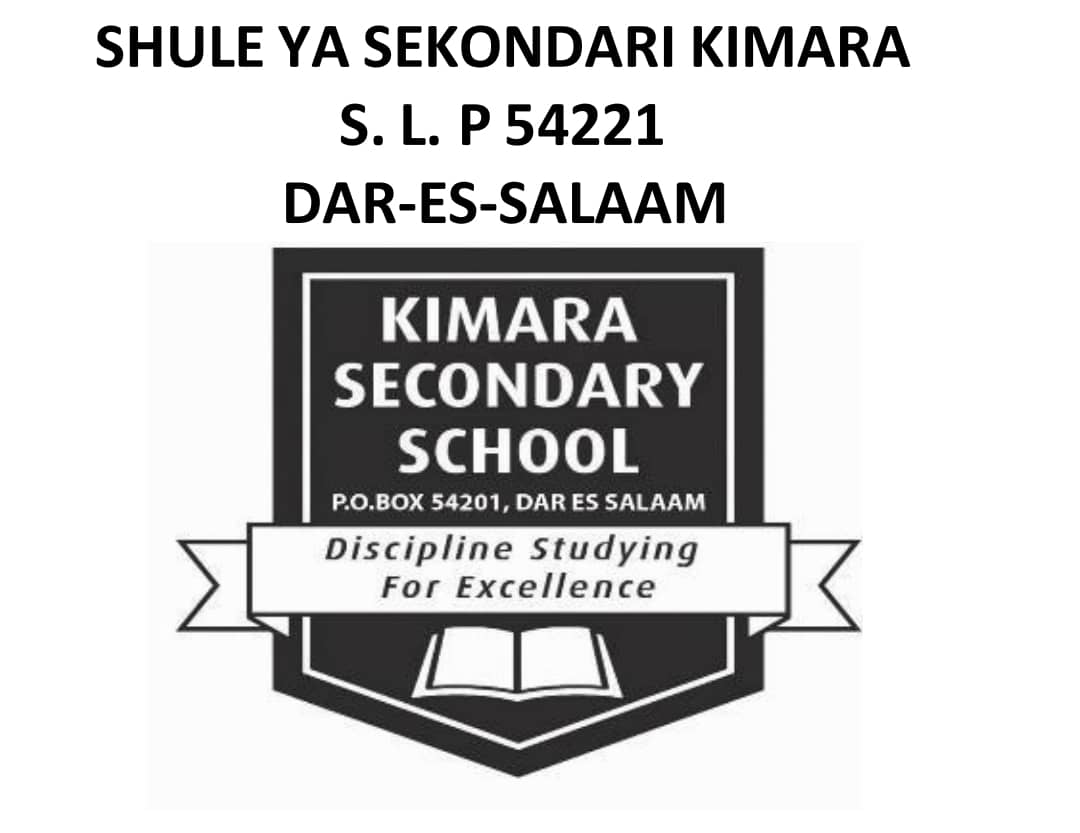 SHULE YA SEKONDARI KIMARA
S. L. P 54221
DAR-ES-SALAAM
KIMARA
SECONDARY
SCHOOL
P.O.BOX 54201, DAR ES SALAAM
Discipline Studying
For Excellence